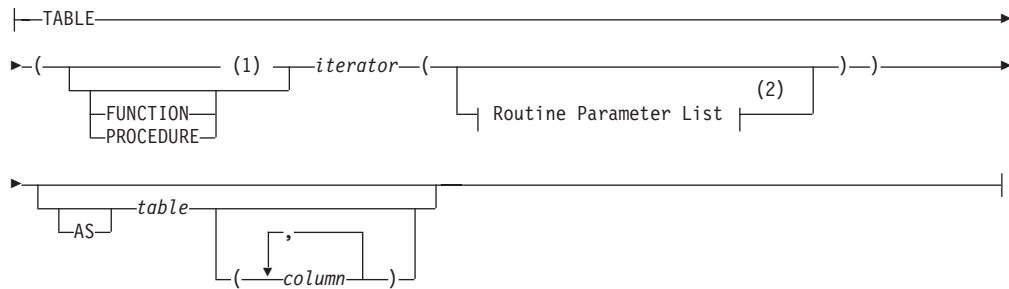 TABLE
( (1) iterator ( (2) ) )
FUNCTION
PROCEDURE
Routine Parameter List
AS table
,
( column )